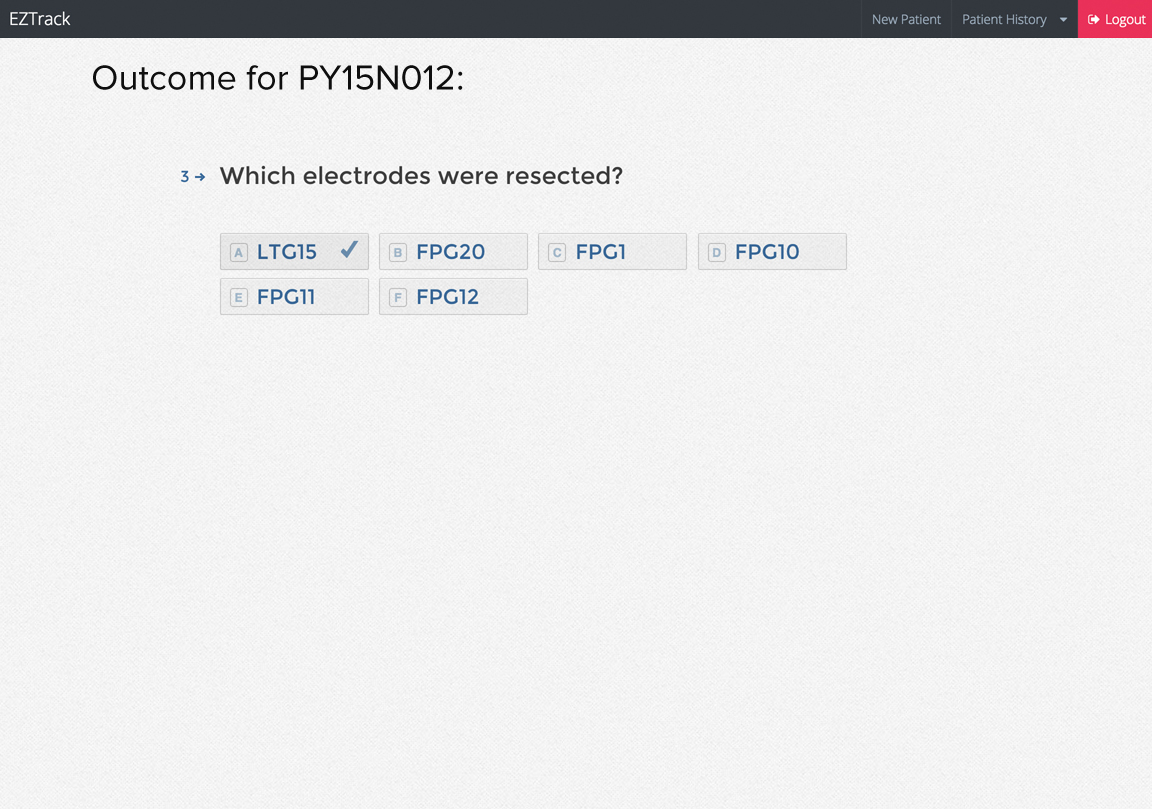 EZTrack New Patient Patient History Logout
Outcome for PY15N012:
3 → Which electrodes were resected?
A LTG15 ✓ B FPG20 C FPG1 D FPG10
E FPG11 F FPG12